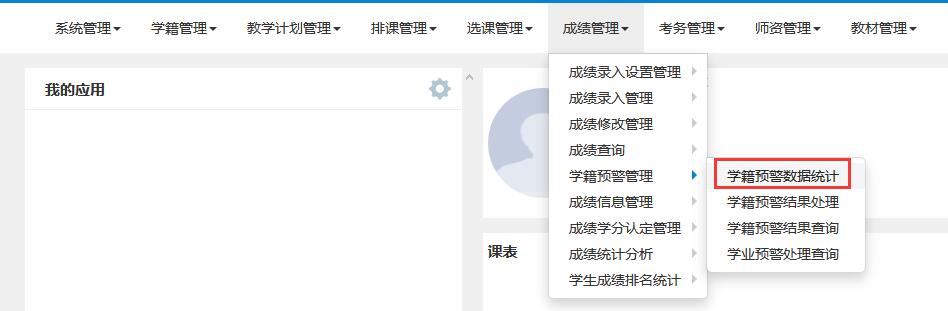 系统管理 学籍管理 教学计划管理 排课管理 选课管理 成绩管理 考务管理 师资管理 教材管理
我的应用
成绩录入设置管理
成绩录入管理
成绩修改管理
成绩查询
学籍预警管理
成绩信息管理
成绩学分认定管理
成绩统计分析
学生成绩排名统计
学籍预警数据统计
学籍预警结果处理
学籍预警结果查询
学业预警处理查询
课表